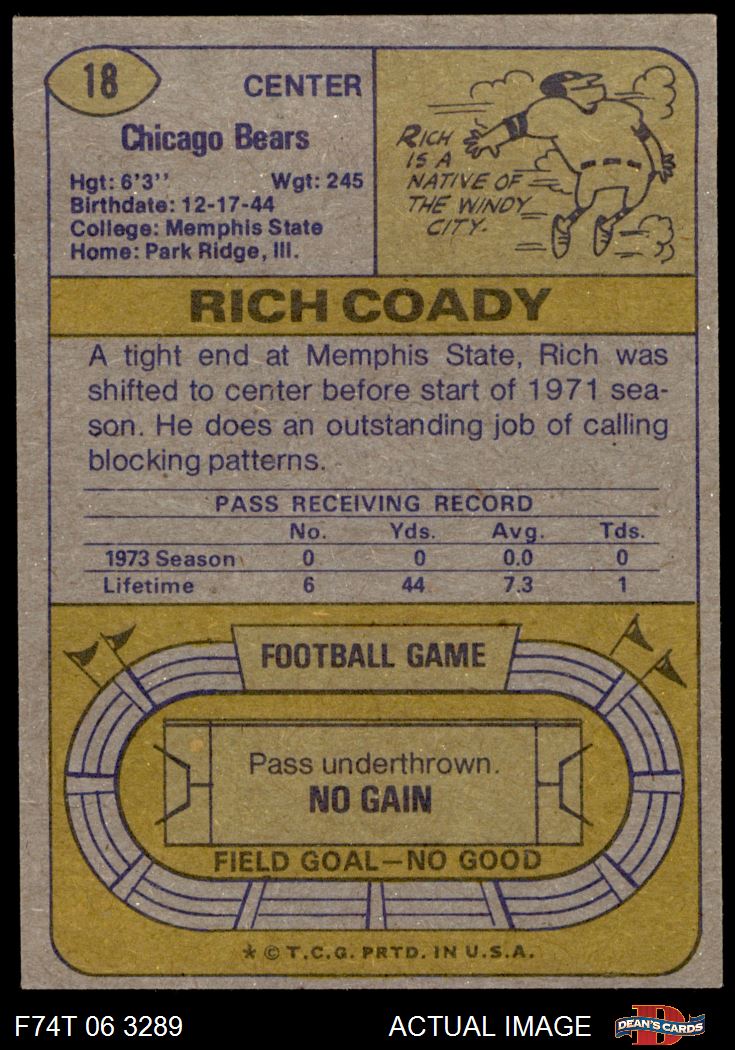 18
CENTER
Chicago Bears
Hgt: 6'3'' Wgt: 245
Birthdate: 12-17-44
College: Memphis State
Home: Park Ridge, Ill.
RICH
IS A
NATIVE OF
THE WINDY
CITY.
RICH COADY
A tight end at Memphis State, Rich was
shifted to center before start of 1971 sea-
son. He does an outstanding job of calling
blocking patterns.
PASS RECEIVING RECORD
No. Yds. Avg. Tds.
1973 Season 0 0 0.0 0
Lifetime 6 44 7.3 1
FOOTBALL GAME
Pass underthrown.
NO GAIN
FIELD GOAL—NO GOOD
* © T.C.G. PRTD. IN U.S.A.
F74T 06 3289 ACTUAL IMAGE D DEAN'S CARDS